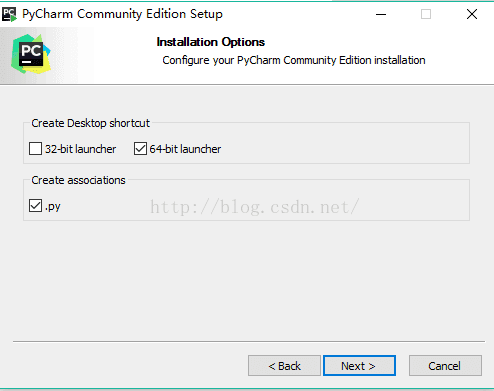 PyCharm Community Edition Setup
PC
Installation Options
Configure your PyCharm Community Edition installation
Create Desktop shortcut
32-bit launcher
64-bit launcher
Create associations
.py
http://blog.csdn.net/
< Back
Next >
Cancel